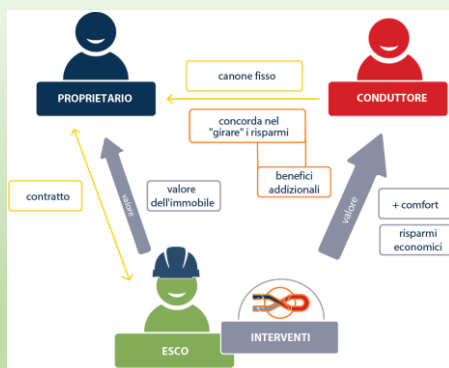 PROPRIETARIO
canone fisso
CONDUTTORE
concorda nel
"girare" i risparmi
benefici
addizionali
contratto
valore
valore
dell'immobile
valore
+ comfort
risparmi
economici
ESCO
INTERVENTI